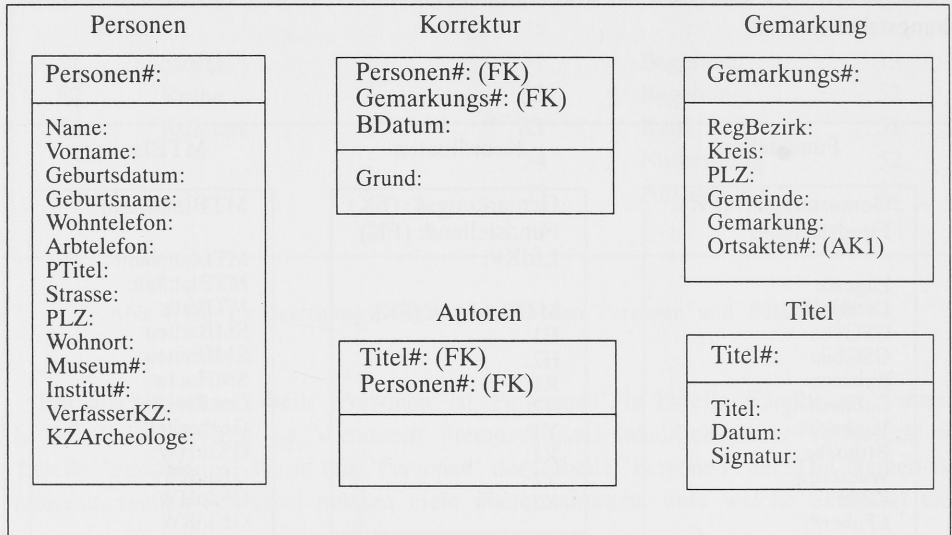 Personen
Personen#:
Name:
Vorname:
Geburtsdatum:
Geburtsname:
Wohntelefon:
Arbtelefon:
PTitel:
Strasse:
PLZ:
Wohnort:
Museum#:
Institut#:
VerfasserKZ:
KZArcheologe:
Korrektur
Personen#: (FK)
Gemarkungs#: (FK)
BDatum:
Grund:
Gemarkung
Gemarkungs#:
RegBezirk:
Kreis:
PLZ:
Gemeinde:
Gemarkung:
Ortsakten#: (AK1)
Autoren
Titel#: (FK)
Personen#: (FK)
Titel
Titel#:
Titel:
Datum:
Signatur: